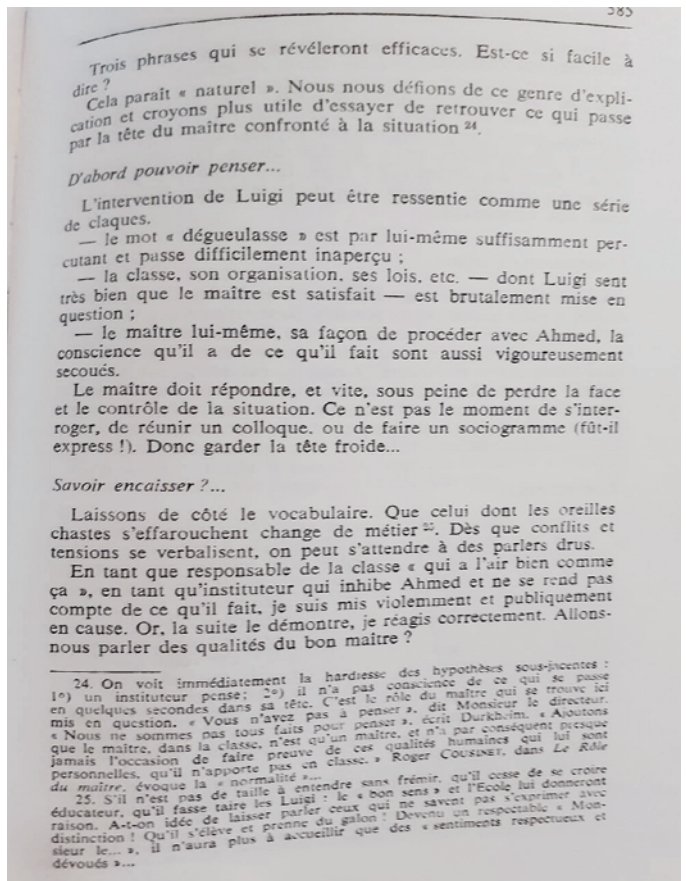 385
Trois phrases qui se révéleront efficaces. Est-ce si facile à
dire ?
Cela paraît « naturel ». Nous nous défions de ce genre d'expli-
cation et croyons plus utile d'essayer de retrouver ce qui passe
par la tête du maître confronté à la situation 24.
D'abord pouvoir penser...
L'intervention de Luigi peut être ressentie comme une série
de claques.
— le mot « dégueulasse » est par lui-même suffisamment per-
cutant et passe difficilement inaperçu ;
— la classe, son organisation, ses lois, etc. — dont Luigi sent
très bien que le maître est satisfait — est brutalement mise en
question ;
— le maître lui-même, sa façon de procéder avec Ahmed, la
conscience qu'il a de ce qu'il fait sont aussi vigoureusement
secoués.
Le maître doit répondre, et vite, sous peine de perdre la face
et le contrôle de la situation. Ce n'est pas le moment de s'inter-
roger, de réunir un colloque, ou de faire un sociogramme (fût-il
express !). Donc garder la tête froide...
Savoir encaisser ?...
Laissons de côté le vocabulaire. Que celui dont les oreilles
chastes s'effarouchent change de métier 25. Dès que conflits et
tensions se verbalisent, on peut s'attendre à des parlers drus.
En tant que responsable de la classe « qui a l'air bien comme
ça », en tant qu'instituteur qui inhibe Ahmed et ne se rend pas
compte de ce qu'il fait, je suis mis violemment et publiquement
en cause. Or, la suite le démontre, je réagis correctement. Allons-
nous parler des qualités du bon maître ?
24. On voit immédiatement la hardiesse des hypothèses sous-jacentes :
1°) un instituteur pense; 2°) il n'a pas conscience de ce qui se passe
en quelques secondes dans sa tête. C'est le rôle du maître qui se trouve ici
mis en question. « Vous n'avez pas à penser », dit Monsieur le directeur.
« Nous ne sommes pas tous faits pour penser », écrit Durkheim. « Ajoutons
que le maître, dans la classe, n'est qu'un maître, et n'a par conséquent presque
jamais l'occasion de faire preuve de ces qualités humaines qui lui sont
personnelles, qu'il n'apporte pas en classe. » Roger COUSINET, dans Le Rôle
du maître, évoque la « normalité »...
25. S'il n'est pas de taille à entendre sans frémir, qu'il cesse de se croire
éducateur, qu'il fasse taire les Luigi : le « bon sens » et l'École lui donneront
raison. A-t-on idée de laisser parler ceux qui ne savent pas s'exprimer avec
distinction ! Qu'il s'élève et prenne du galon ! Devenu un respectable « Mon-
sieur le... », il n'aura plus à accueillir que des « sentiments respectueux et
dévoués »...